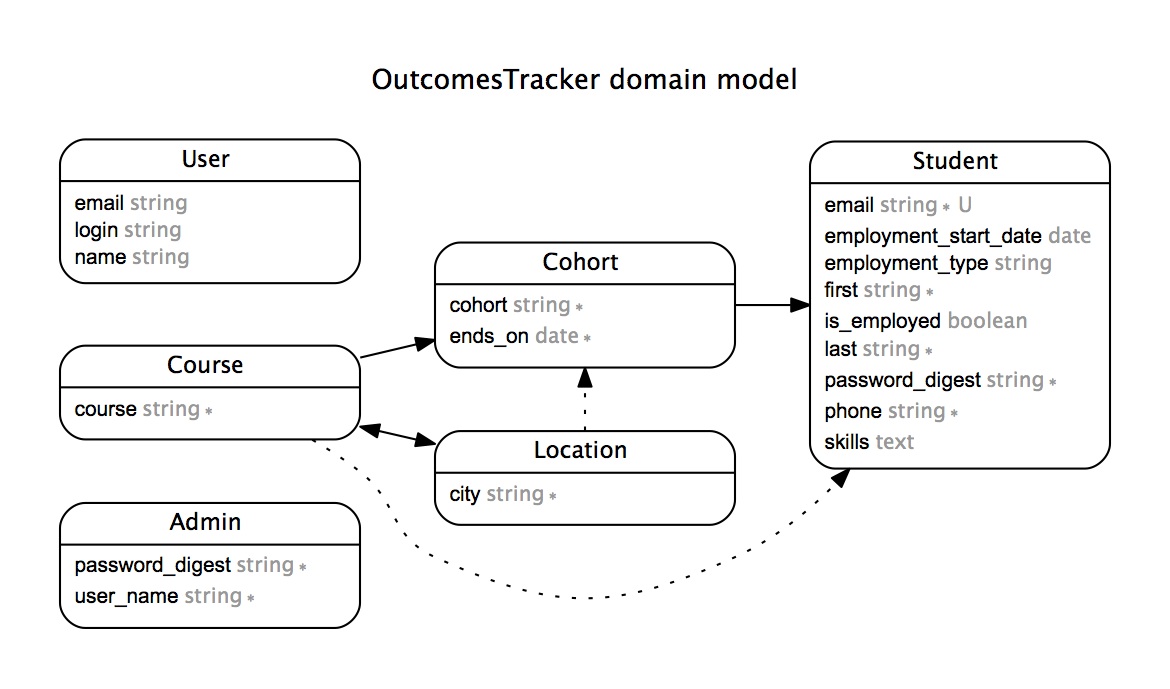 OutcomesTracker domain model
User
email string
login string
name string
Course
course string *
Admin
password_digest string *
user_name string *
Cohort
cohort string *
ends_on date *
Location
city string *
Student
email string * U
employment_start_date date
employment_type string
first string *
is_employed boolean
last string *
password_digest string *
phone string *
skills text